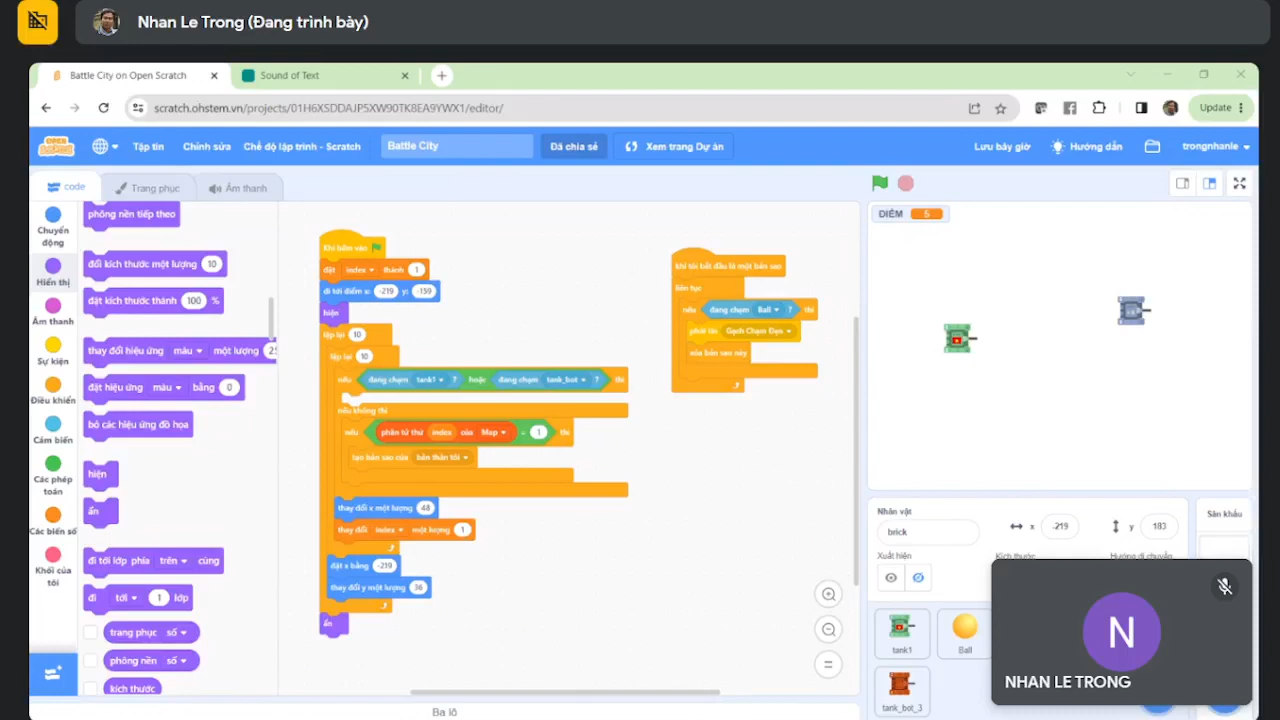 Nhan Le Trong (Đang trình bày)
Battle City on Open Scratch
Sound of Text
scratch.ohstem.vn/projects/01H6XSDDAJP5XW90TK8EA9YWX1/editor/
Update
OPEN
Tập tin
Chỉnh sửa
Chế độ lập trình - Scratch
Battle City
Đã chia sẻ
Xem trang Dự án
Lưu bây giờ
Hướng dẫn
trongnhanle
code
Trang phục
Âm thanh
Chuyển động
Hiển thị
Âm thanh
Sự kiện
Điều khiển
Cảm biến
Các phép toán
Các biến số
Khối của tôi
phông nền tiếp theo
đổi kích thước một lượng 10
đặt kích thước thành 100 %
thay đổi hiệu ứng màu một lượng 25
đặt hiệu ứng màu bằng 0
bỏ các hiệu ứng đồ họa
hiện
ẩn
đi tới lớp phía trên cùng
đi tới 1 lớp
trang phục số
phông nền số
kích thước
Khi bấm vào
đặt index thành 1
đi tới điểm x: -219 y: -159
hiện
lặp lại 10
lặp lại 10
nếu đang chạm tank1 ? hoặc đang chạm tank_bot ? thì
nếu không thì
nếu phần tử thứ index của Map = 1 thì
tạo bản sao của bản thân tôi
thay đổi x một lượng 48
thay đổi index một lượng 1
đặt x bằng -219
thay đổi y một lượng 36
ẩn
khi tôi bắt đầu là một bản sao
liên tục
nếu đang chạm Ball ? thì
phát tin Gạch Chạm Đạn
xóa bản sao này
ĐIỂM 5
Nhân vật
brick
x -219
y 183
Xuất hiện
Kích thước
Hướng di chuyển
Sân khấu
tank1
Ball
tank_bot_3
N
NHAN LE TRONG
Ba lô